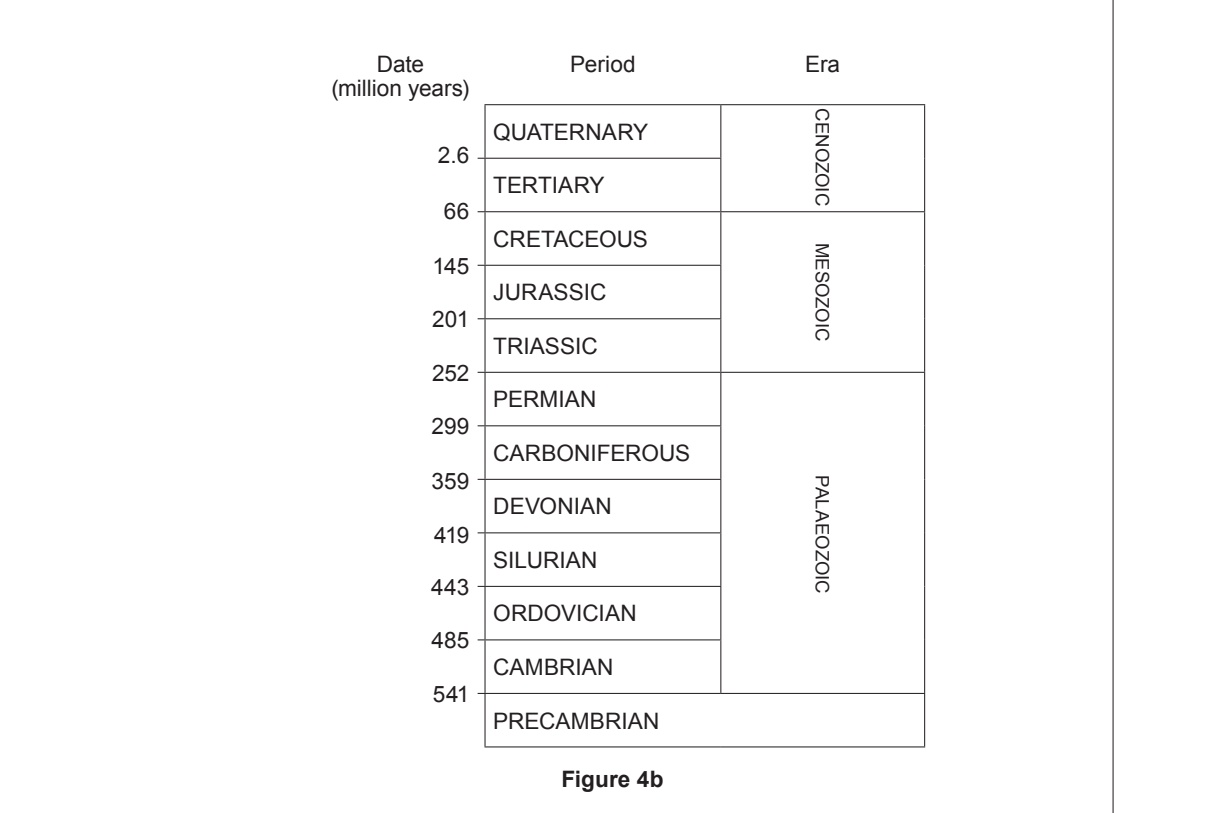 Date Period Era
(million years)
QUATERNARY
2.6
TERTIARY
CENOZOIC
66
CRETACEOUS
145
JURASSIC
MESOZOIC
201
TRIASSIC
252
PERMIAN
299
CARBONIFEROUS
359
DEVONIAN
419
SILURIAN
PALAEOZOIC
443
ORDOVICIAN
485
CAMBRIAN
541
PRECAMBRIAN
Figure 4b